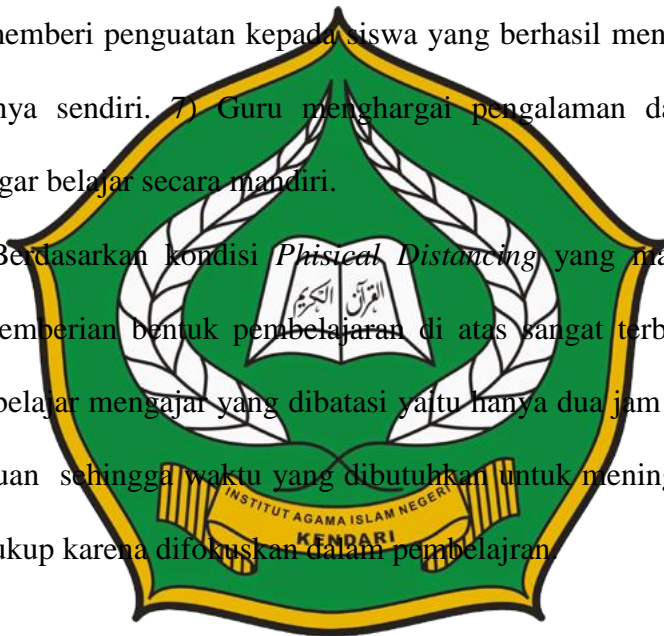 memberi penguatan kepada siswa yang berhasil men
nya sendiri. 7) Guru menghargai pengalaman da
gar belajar secara mandiri.
Berdasarkan kondisi Phisical Distancing yang ma
emberian bentuk pembelajaran di atas sangat terb
belajar mengajar yang dibatasi yaitu hanya dua jam
uan sehingga waktu yang dibutuhkan untuk mening
ukup karena difokuskan dalam pembelajran.
القرآن الكريم
INSTITUT AGAMA ISLAM NEGERI
KENDARI